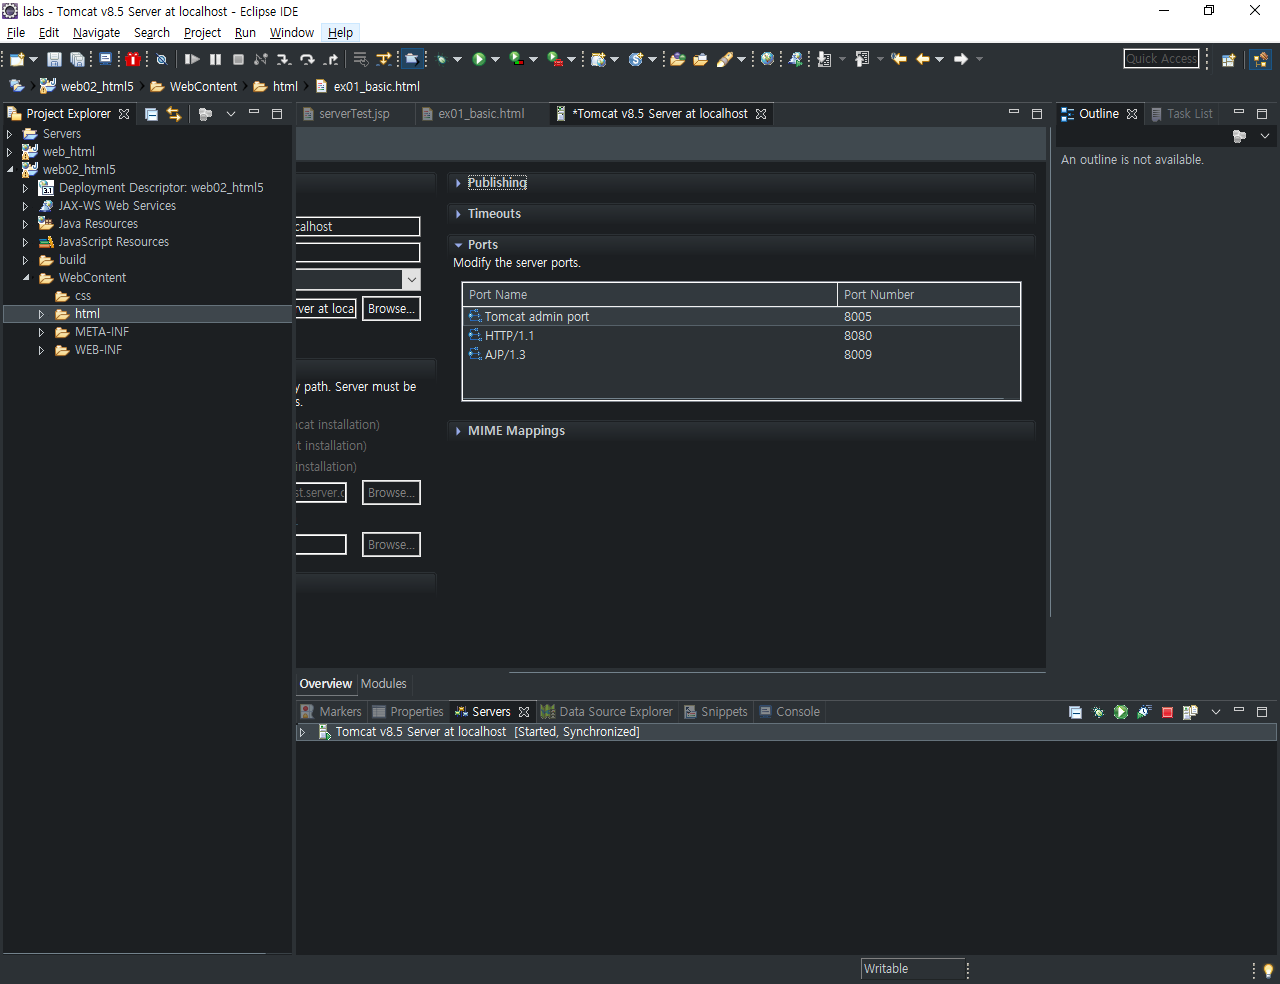 labs - Tomcat v8.5 Server at localhost - Eclipse IDE
File Edit Navigate Search Project Run Window Help
Quick Access
web02_html5 WebContent html ex01_basic.html
Project Explorer
Servers
web_html
web02_html5
Deployment Descriptor: web02_html5
3.1
JAX-WS Web Services
Java Resources
JavaScript Resources
build
WebContent
css
html
META-INF
WEB-INF
serverTest.jsp ex01_basic.html *Tomcat v8.5 Server at localhost
calhost
rver at loca Browse...
y path. Server must be
s.
ncat installation)
t installation)
installation)
st.server.c Browse...
Browse...
Publishing
Timeouts
Ports
Modify the server ports.
Port Name Port Number
Tomcat admin port 8005
HTTP/1.1 8080
AJP/1.3 8009
MIME Mappings
Overview Modules
Outline Task List
An outline is not available.
Markers Properties Servers Data Source Explorer Snippets Console
Tomcat v8.5 Server at localhost [Started, Synchronized]
Writable